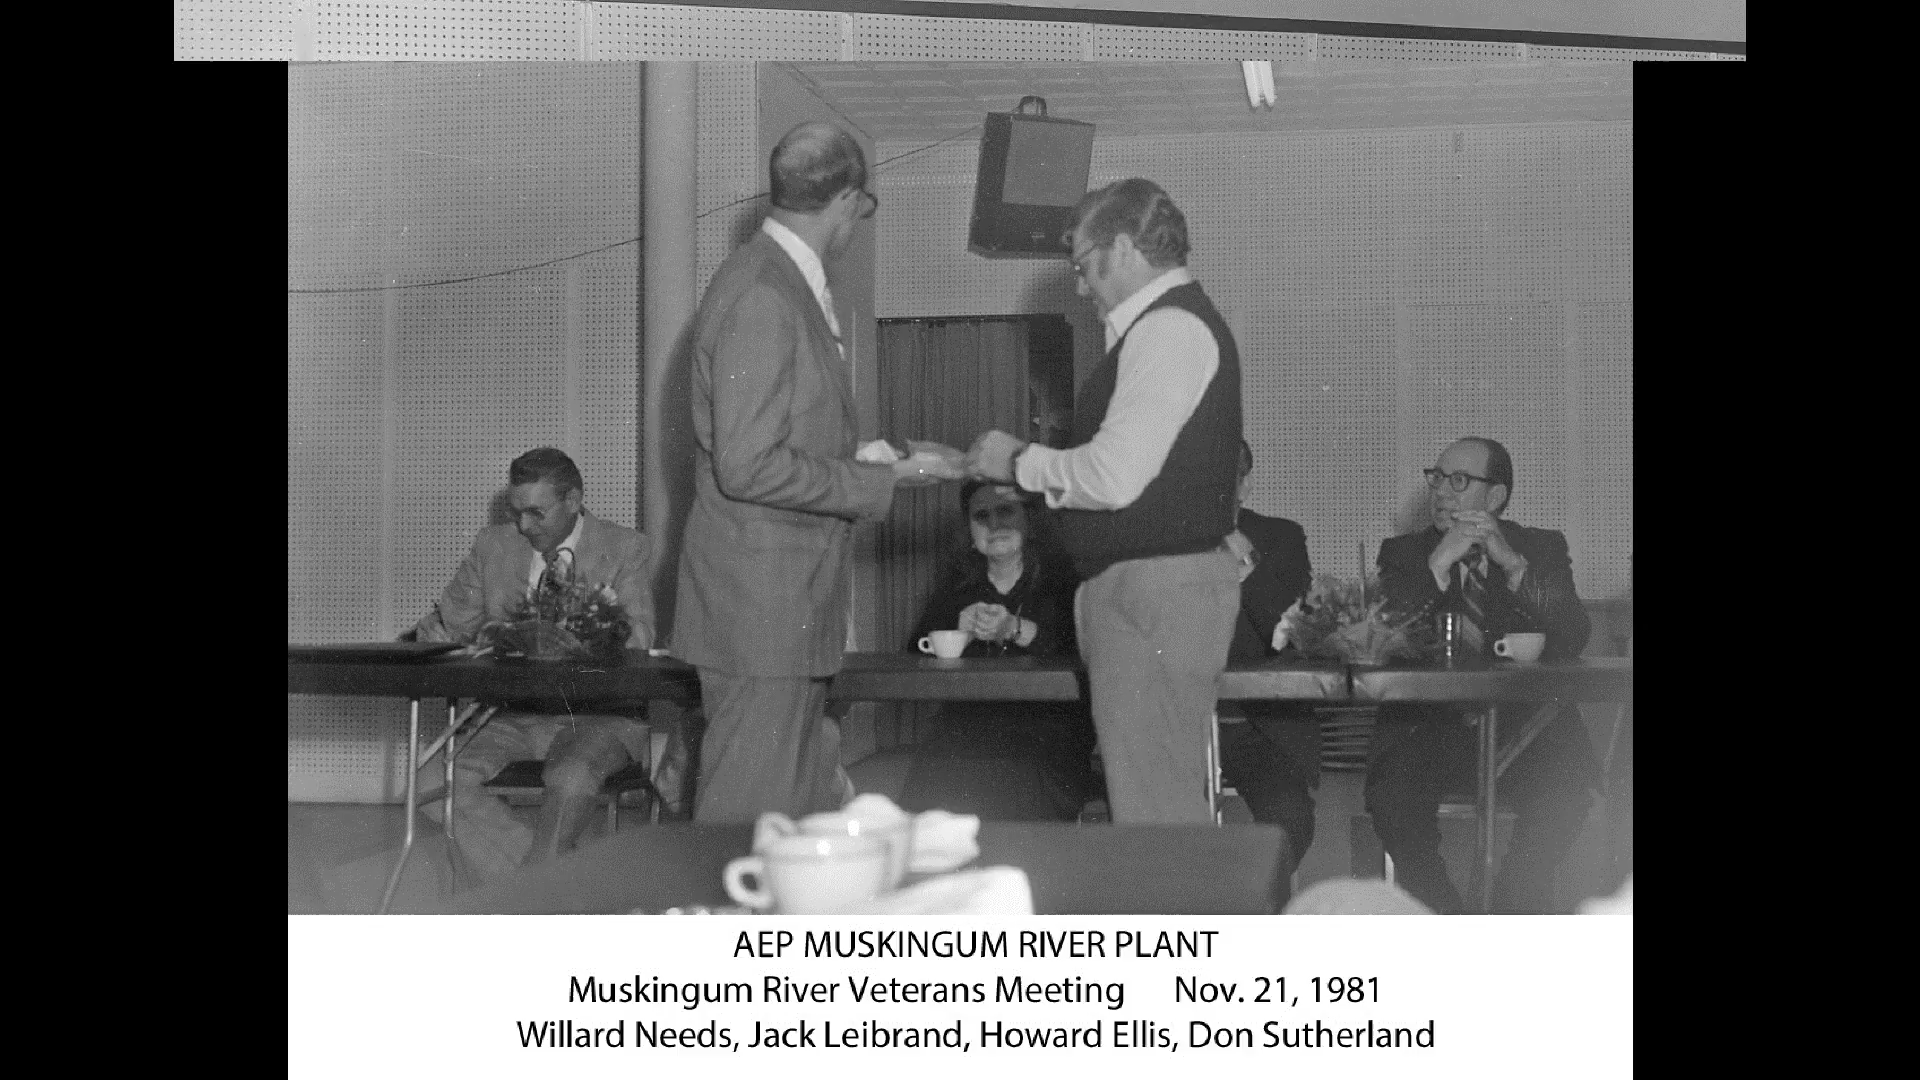 AEP MUSKINGUM RIVER PLANT
Muskingum River Veterans Meeting Nov. 21, 1981
Willard Needs, Jack Leibrand, Howard Ellis, Don Sutherland